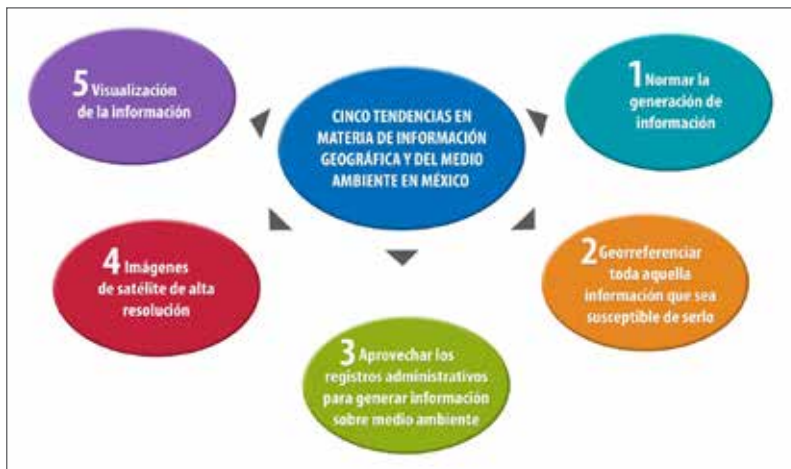 CINCO TENDENCIAS EN
MATERIA DE INFORMACIÓN
GEOGRÁFICA Y DEL MEDIO
AMBIENTE EN MÉXICO
1 Normar la
generación de
información
2 Georreferenciar
toda aquella
información que sea
susceptible de serlo
3 Aprovechar los
registros administrativos
para generar información
sobre medio ambiente
4 Imágenes
de satélite de alta
resolución
5 Visualización
de la información